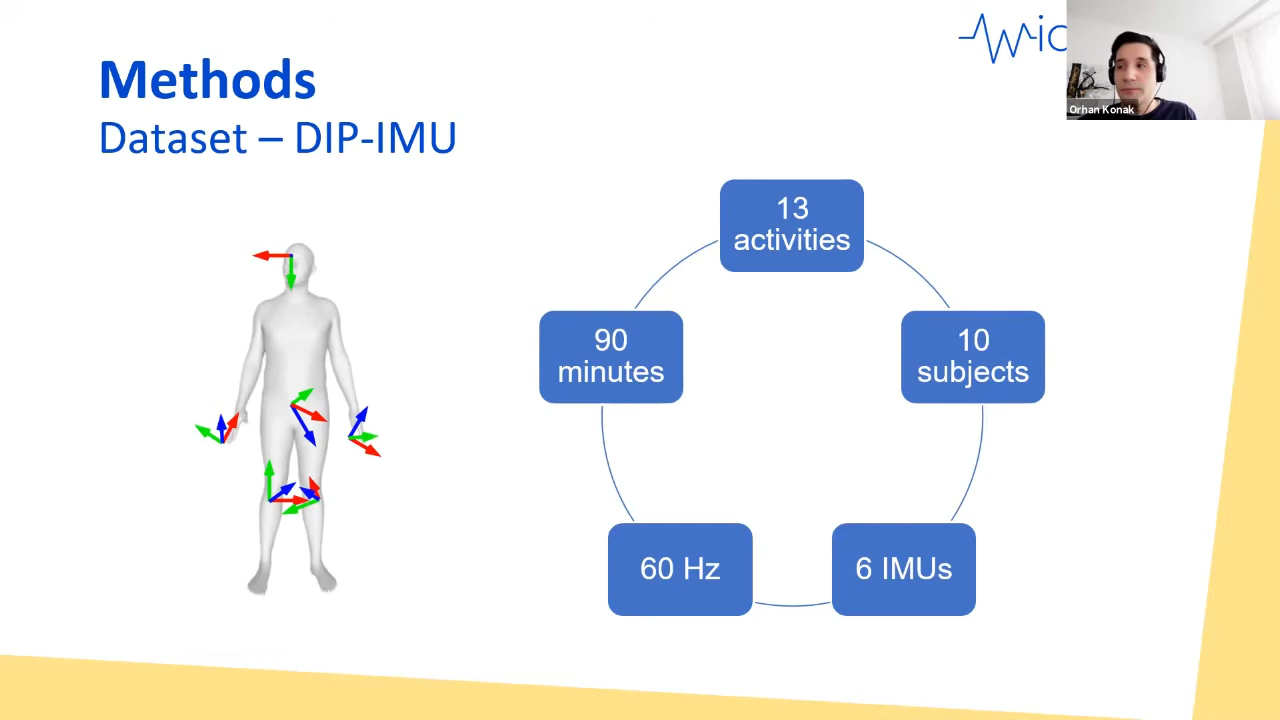 Methods
Dataset – DIP-IMU
Orhan Konak
13
activities
90
minutes
10
subjects
60 Hz
6 IMUs